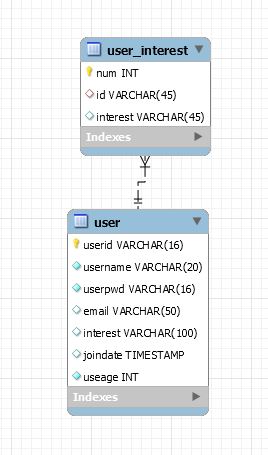 user_interest
num INT
id VARCHAR(45)
interest VARCHAR(45)
Indexes
user
userid VARCHAR(16)
username VARCHAR(20)
userpwd VARCHAR(16)
email VARCHAR(50)
interest VARCHAR(100)
joindate TIMESTAMP
useage INT
Indexes